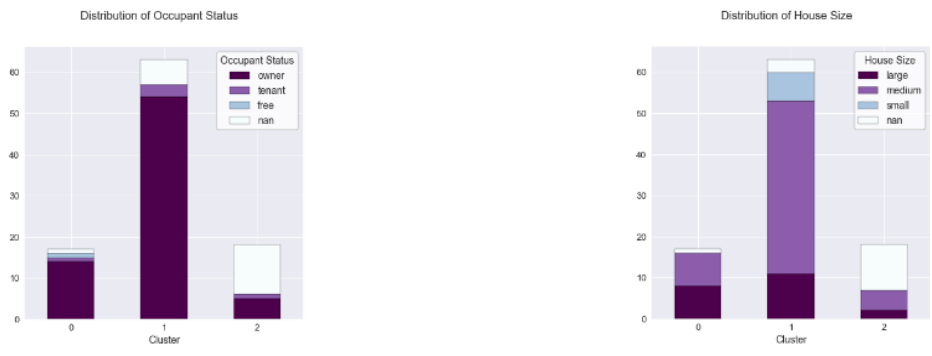 Distribution of Occupant Status
Occupant Status
owner
tenant
free
nan
60
50
40
30
20
10
0
0 1 2
Cluster
Distribution of House Size
House Size
large
medium
small
nan
60
50
40
30
20
10
0
0 1 2
Cluster